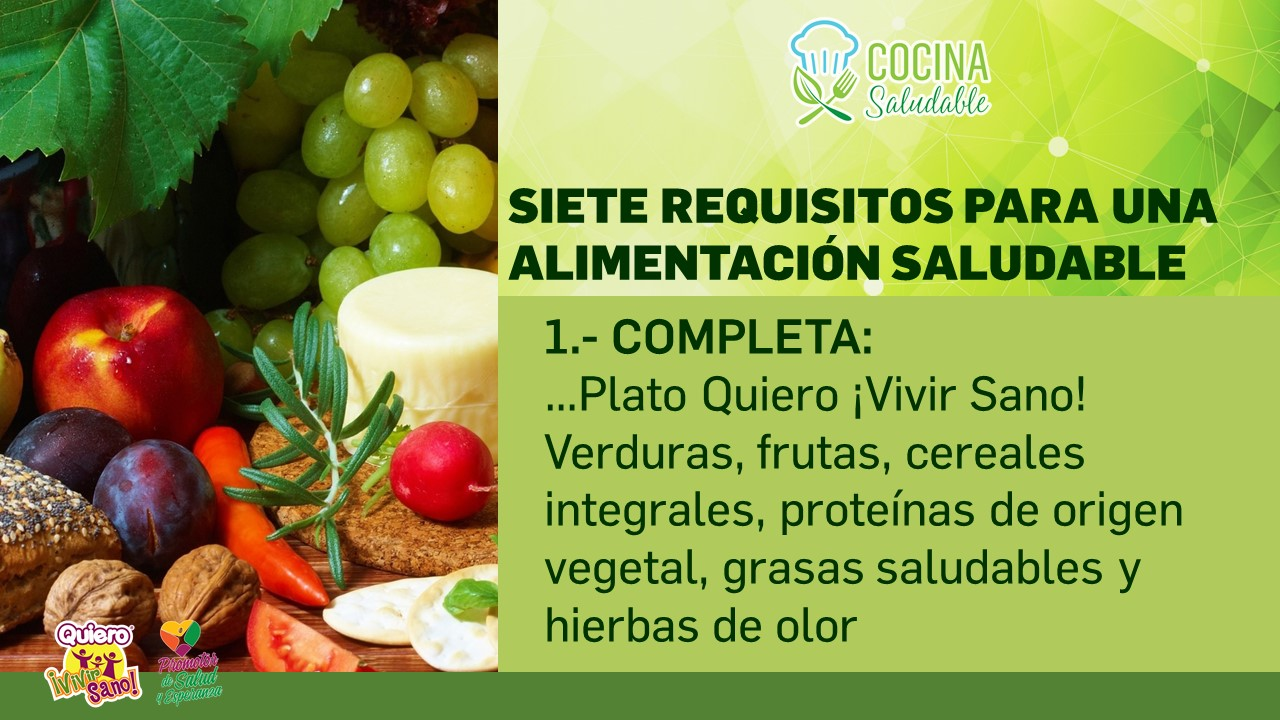 COCINA
Saludable
SIETE REQUISITOS PARA UNA
ALIMENTACIÓN SALUDABLE
1.- COMPLETA:
...Plato Quiero ¡Vivir Sano!
Verduras, frutas, cereales
integrales, proteínas de origen
vegetal, grasas saludables y
hierbas de olor
Quiero
¡Vivir
Sano!
Promotor
de Salud
y Esperanza